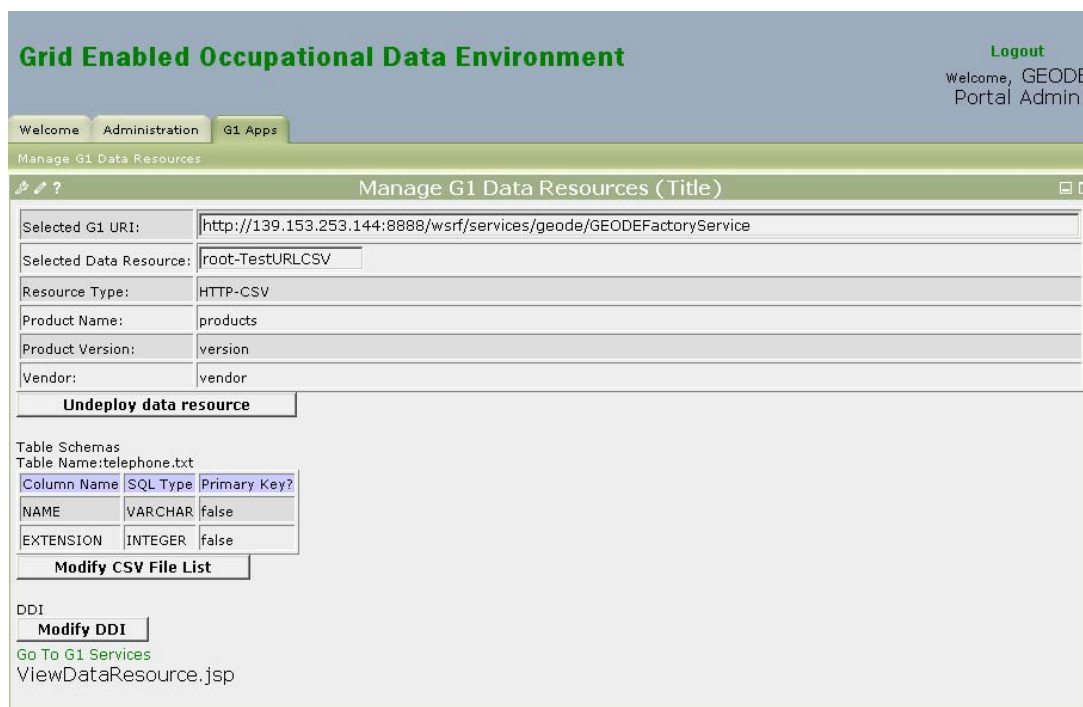 Grid Enabled Occupational Data Environment
Logout
Welcome, GEODE
Portal Admin
Welcome Administration G1 Apps
Manage G1 Data Resources
? Manage G1 Data Resources (Title)
Selected G1 URI: http://139.153.253.144:8888/wsrf/services/geode/GEODEFactoryService
Selected Data Resource: root-TestURLCSV
Resource Type: HTTP-CSV
Product Name: products
Product Version: version
Vendor: vendor
Undeploy data resource
Table Schemas
Table Name:telephone.txt
Column Name SQL Type Primary Key?
NAME VARCHAR false
EXTENSION INTEGER false
Modify CSV File List
DDI
Modify DDI
Go To G1 Services
ViewDataResource.jsp